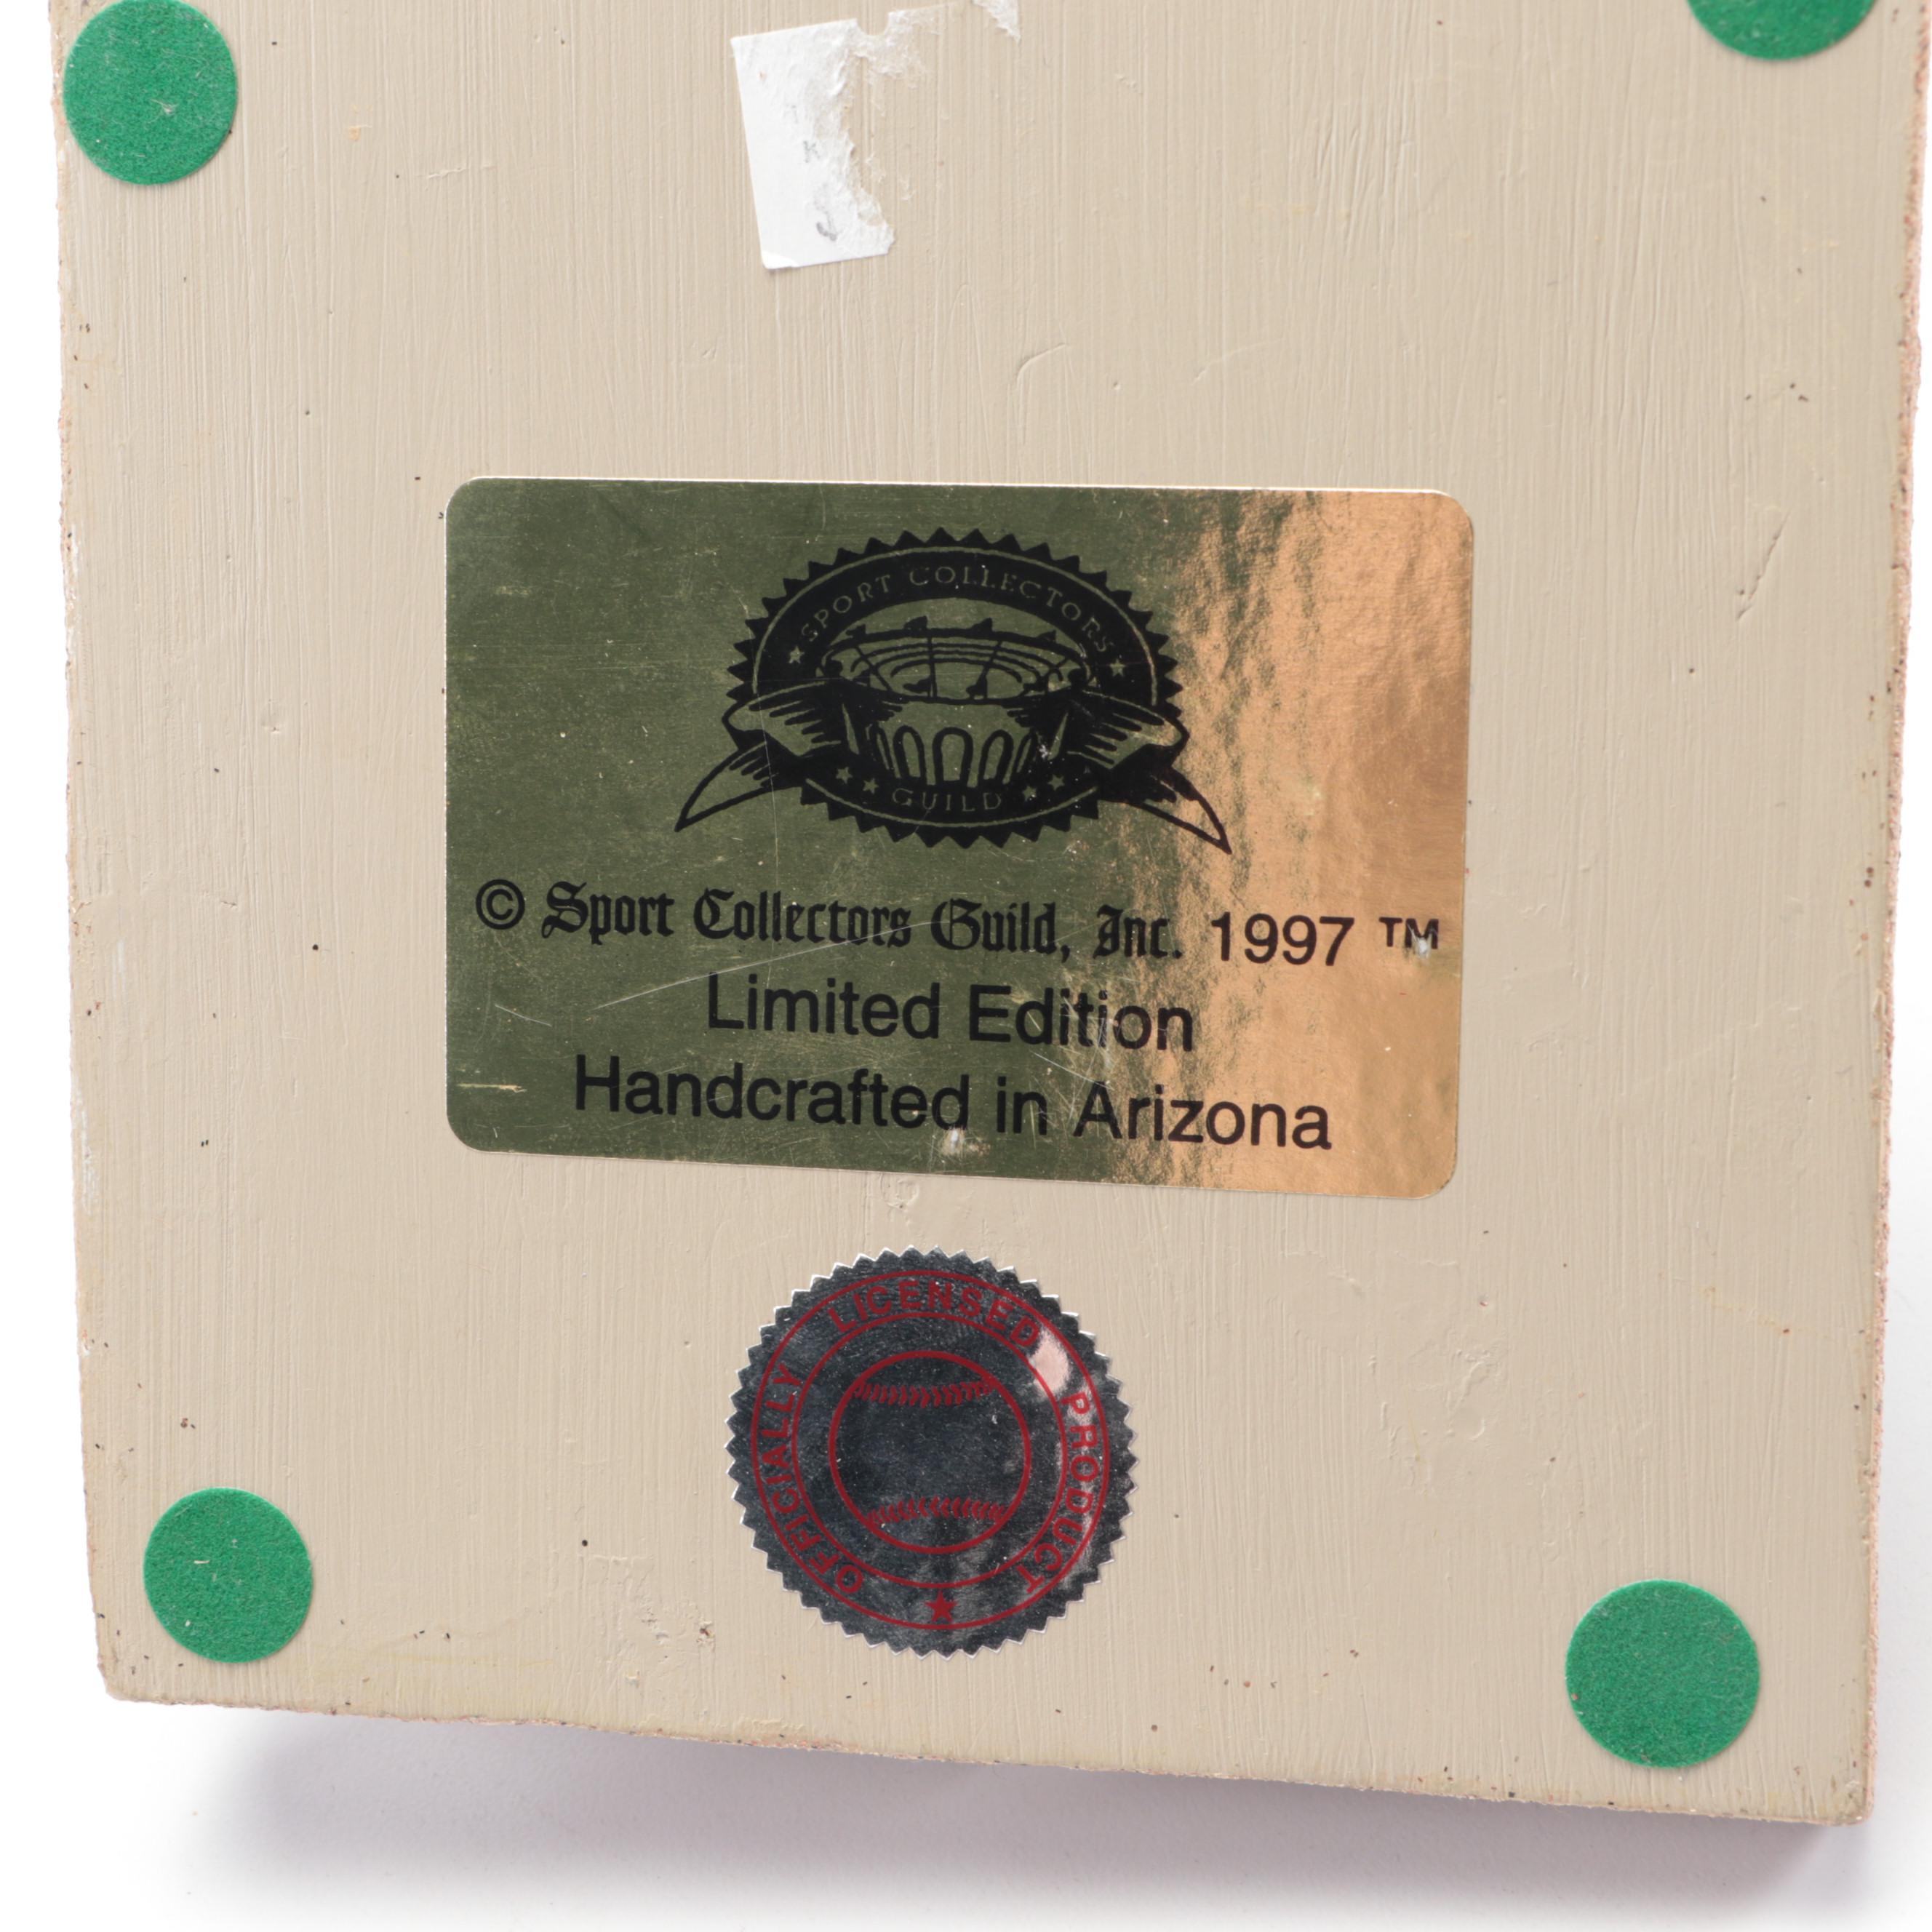 SPORT COLLECTORS
GUILD
© Sport Collectors Guild, Inc. 1997 ™
Limited Edition
Handcrafted in Arizona
OFFICIALLY LICENSED PRODUCT